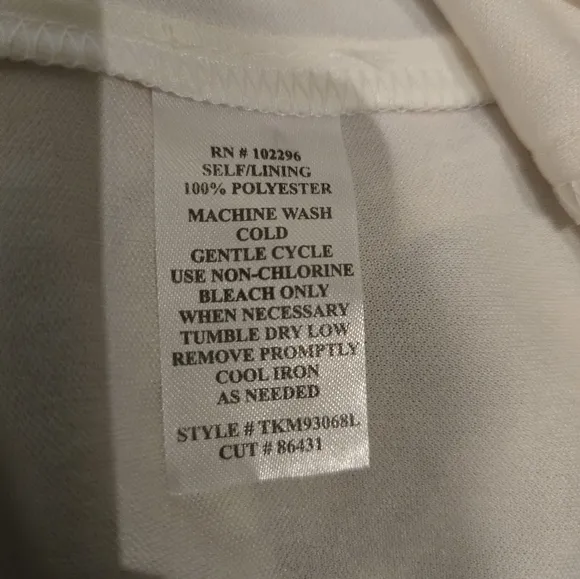 RN # 102296
SELF/LINING
100% POLYESTER
MACHINE WASH
COLD
GENTLE CYCLE
USE NON-CHLORINE
BLEACH ONLY
WHEN NECESSARY
TUMBLE DRY LOW
REMOVE PROMPTLY
COOL IRON
AS NEEDED
STYLE # TKM93068L
CUT # 86431